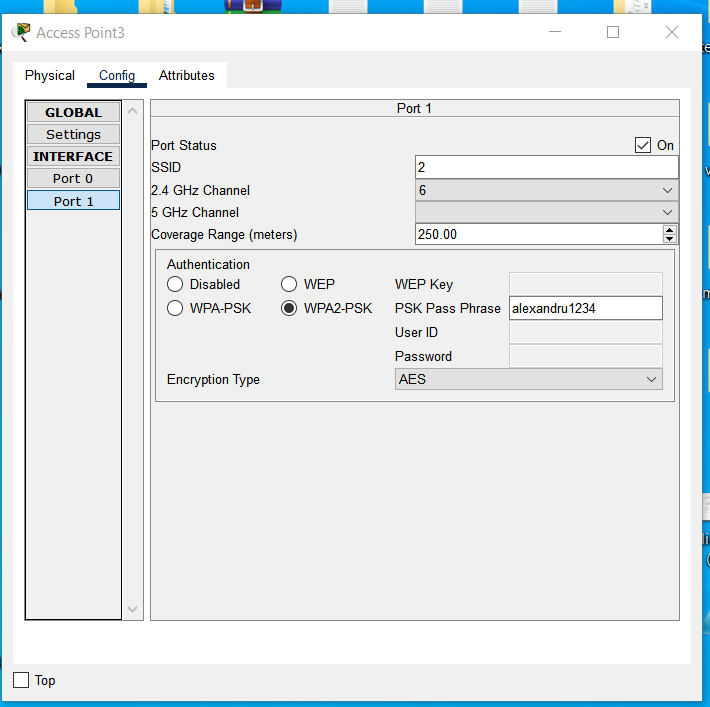 Access Point3
Physical Config Attributes
GLOBAL
Settings
INTERFACE
Port 0
Port 1
Port 1
Port Status On
SSID 2
2.4 GHz Channel 6
5 GHz Channel
Coverage Range (meters) 250.00
Authentication
Disabled WEP WEP Key
WPA-PSK WPA2-PSK PSK Pass Phrase alexandru1234
User ID
Password
Encryption Type AES
Top